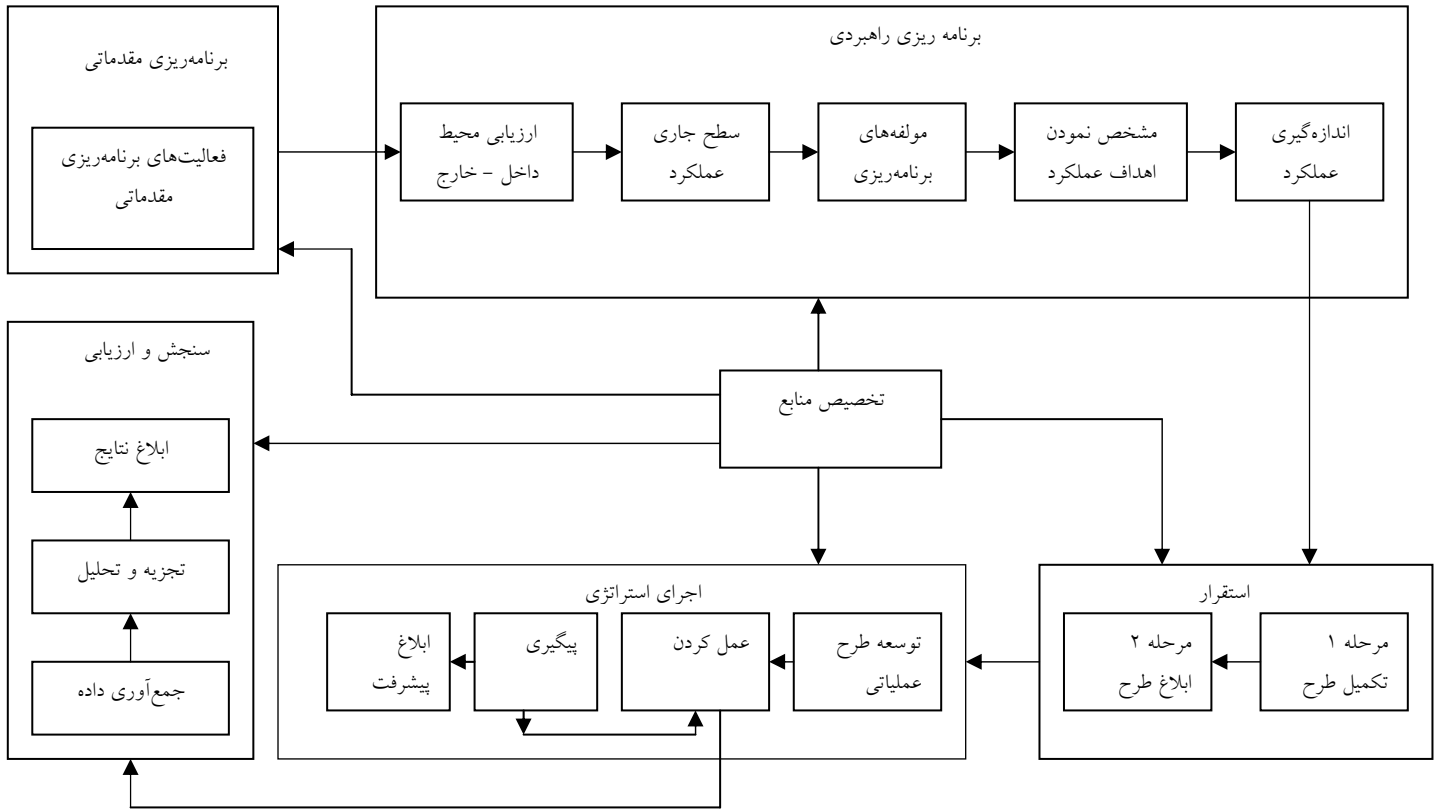 برنامه ریزی راهبردی
اندازه‌گیری
عملکرد
مشخص نمودن
اهداف عملکرد
مولفه‌های
برنامه‌ریزی
سطح جاری
عملکرد
ارزیابی محیط
داخل – خارج
برنامه‌ریزی مقدماتی
فعالیت‌های برنامه‌ریزی
مقدماتی
تخصیص منابع
سنجش و ارزیابی
ابلاغ نتایج
تجزیه و تحلیل
جمع‌آوری داده
استقرار
مرحله ۱
تکمیل طرح
مرحله ۲
ابلاغ طرح
اجرای استراتژی
توسعه طرح
عملیاتی
عمل کردن
پیگیری
ابلاغ
پیشرفت